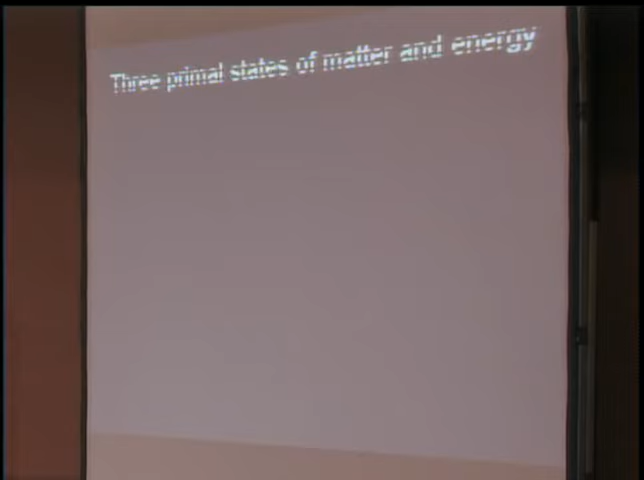 Three primal states of matter and energy